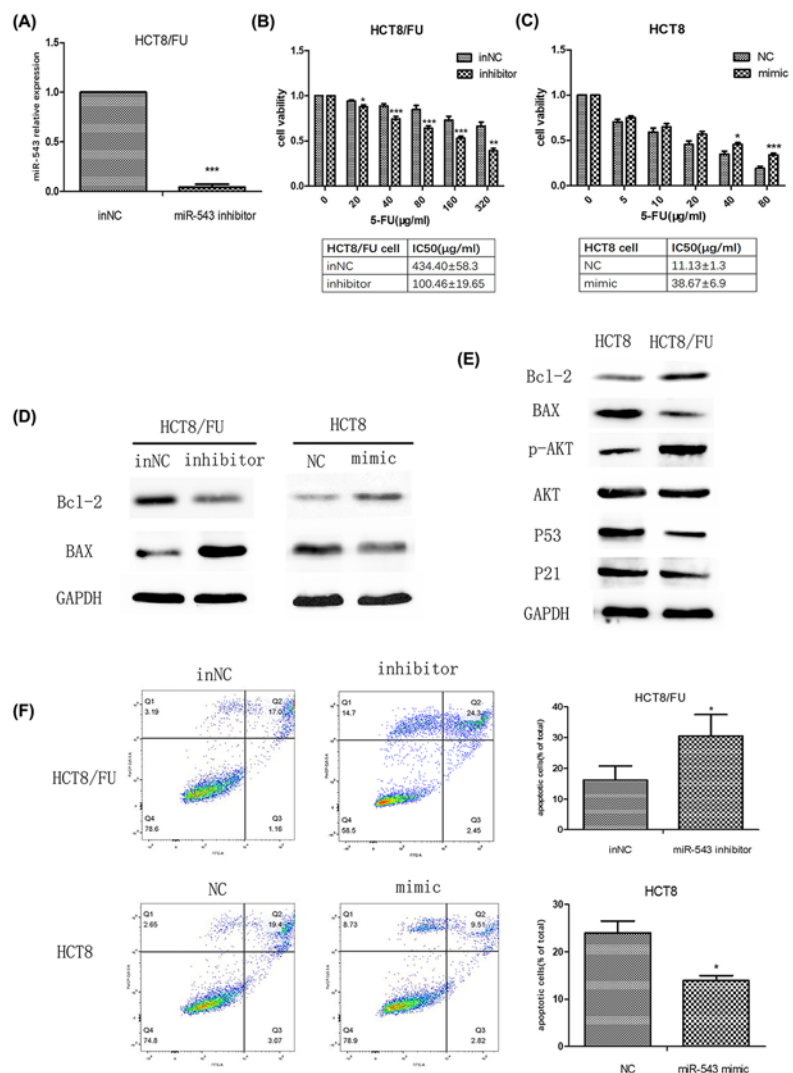 (A)
HCT8/FU
miR-543 relative expression
1.5
1.0
0.5
0.0
***
inNC
miR-543 inhibitor
(B)
HCT8/FU
inNC
inhibitor
cell vability
1.5
1.0
0.5
0.0
*
***
***
***
**
0 20 40 80 160 320
5-FU(μg/ml)
HCT8/FU cell IC50(μg/ml)
inNC 434.40±58.3
inhibitor 100.46±19.65
(C)
HCT8
NC
mimic
cell vability
1.5
1.0
0.5
0.0
*
***
0 5 10 20 40 80
5-FU(μg/ml)
HCT8 cell IC50(μg/ml)
NC 11.13±1.3
mimic 38.67±6.9
(D)
HCT8/FU HCT8
inNC inhibitor NC mimic
Bcl-2
BAX
GAPDH
(E)
HCT8 HCT8/FU
Bcl-2
BAX
p-AKT
AKT
P53
P21
GAPDH
(F)
inNC
inhibitor
HCT8/FU
Q1
3.19
Q2
17.0
Q4
78.6
Q3
1.16
Q1
14.7
Q2
24.3
Q4
58.5
Q3
2.45
HCT8/FU
apoptotic cells(% of total)
40
30
20
10
0
*
inNC
miR-543 inhibitor
NC
mimic
HCT8
Q1
2.65
Q2
19.4
Q4
74.8
Q3
3.07
Q1
8.73
Q2
9.51
Q4
78.9
Q3
2.82
HCT8
apoptotic cells(% of total)
30
20
10
0
*
NC
miR-543 mimic